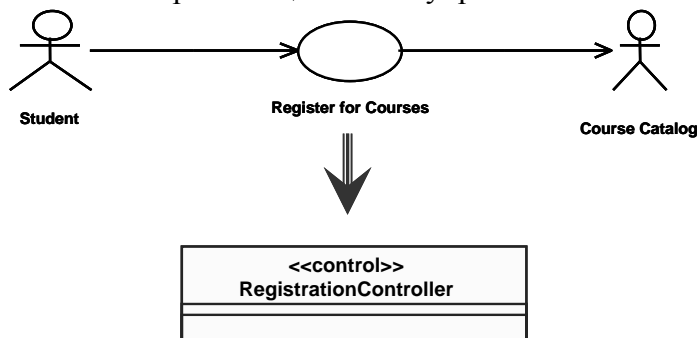 Student
Register for Courses
Course Catalog
<<control>>
RegistrationController